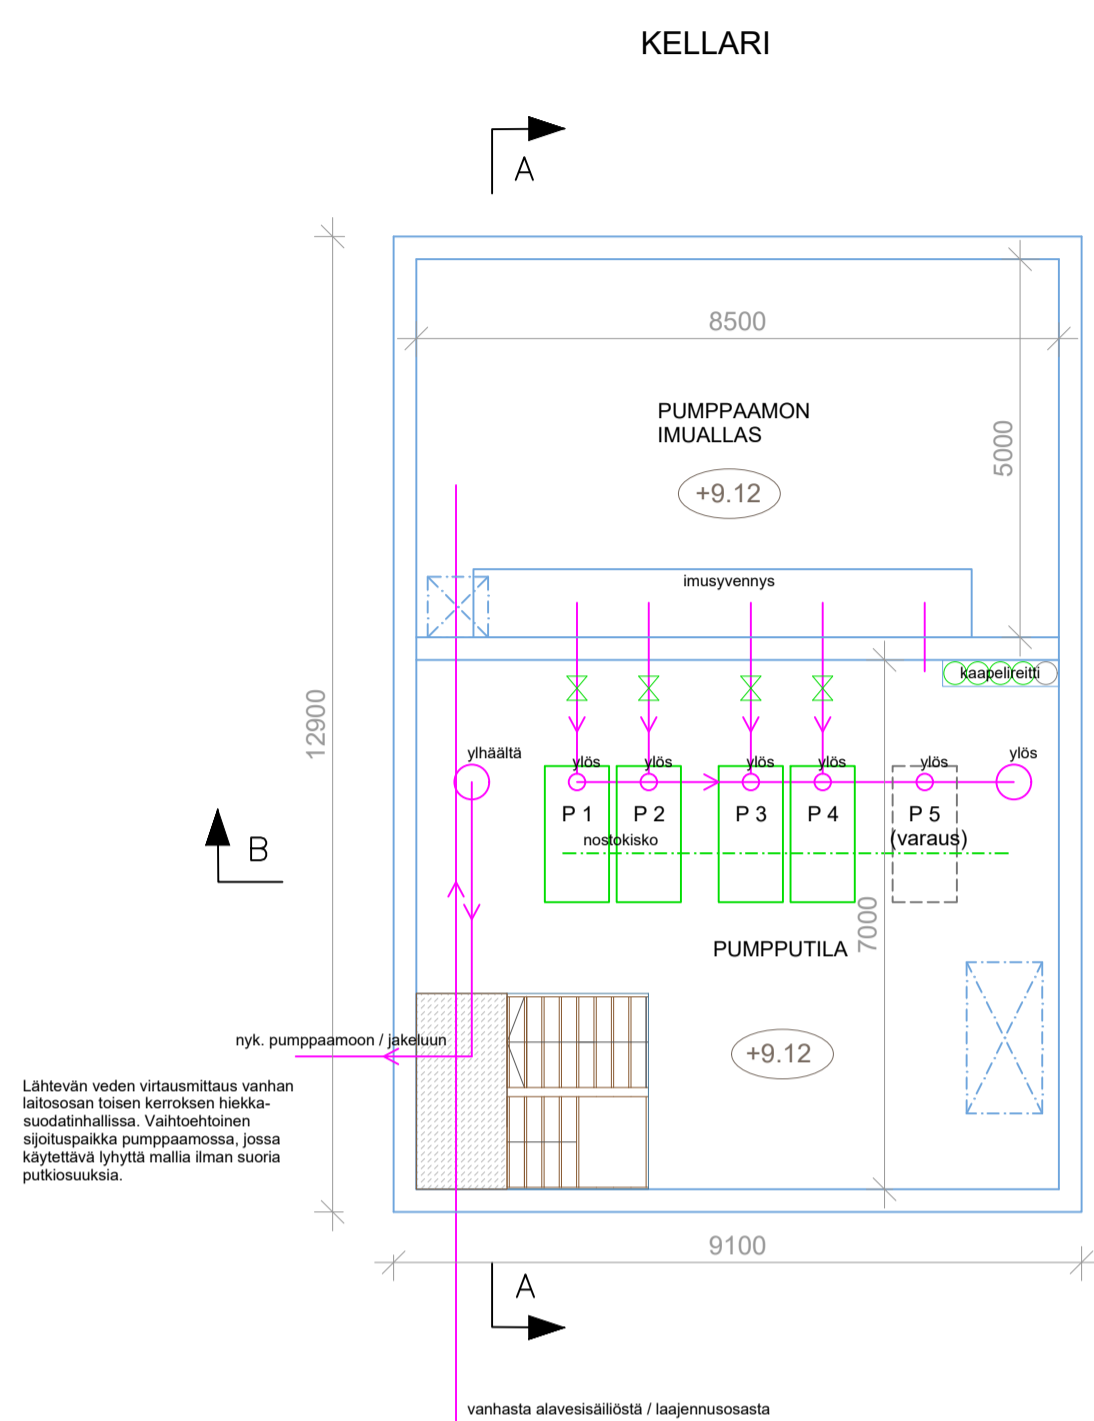 KELLARI
A
8500
PUMPPAAMON
IMUALLAS
5000
+9.12
imusyvennys
kaapelireitti
12900
ylhäältä
ylös
ylös
ylös
ylös
ylös
ylös
P 1
P 2
P 3
P 4
P 5
(varaus)
nostokisko
B
7000
PUMPPUTILA
nyk. pumppaamoon / jakeluun
+9.12
Lähtevän veden virtausmittaus vanhan
laitososan toisen kerroksen hiekka-
suodatinhallissa. Vaihtoehtoinen
sijoituspaikka pumppaamossa, jossa
käytettävä lyhyttä mallia ilman suoria
putkiosuuksia.
9100
A
vanhasta alavesisäiliöstä / laajennusosasta